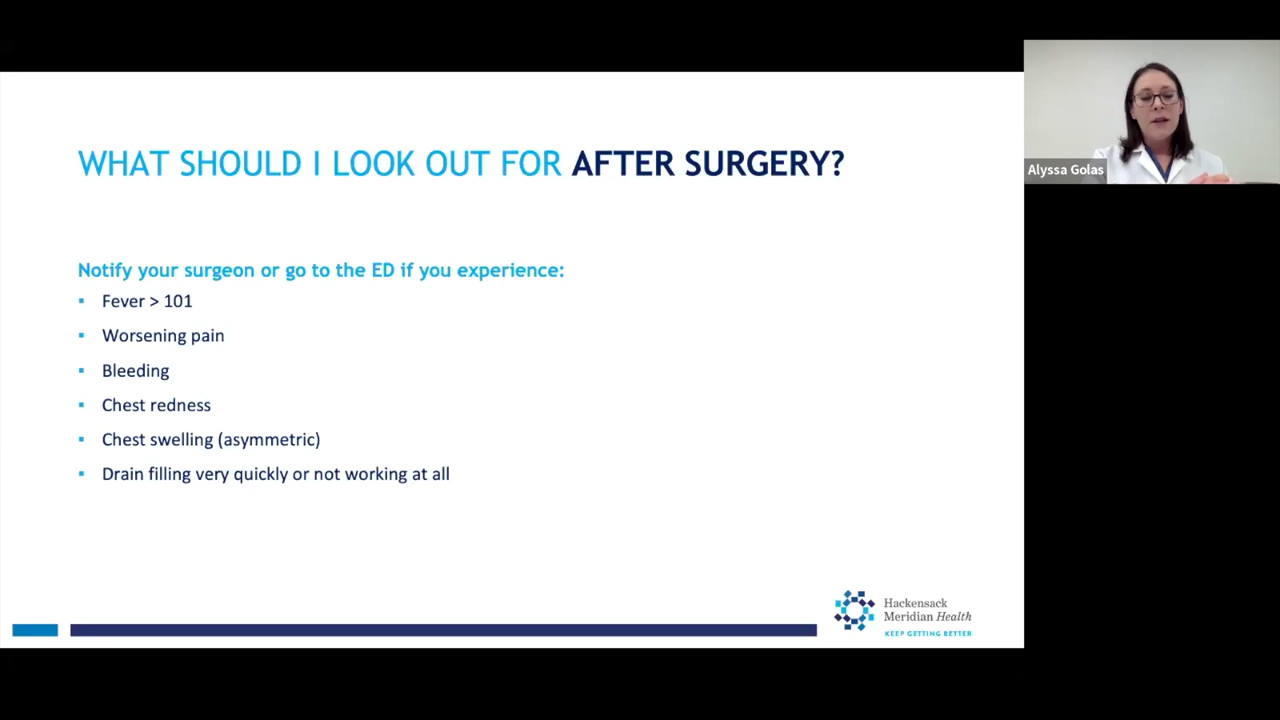 WHAT SHOULD I LOOK OUT FOR AFTER SURGERY?
Alyssa Golas
Notify your surgeon or go to the ED if you experience:
Fever > 101
Worsening pain
Bleeding
Chest redness
Chest swelling (asymmetric)
Drain filling very quickly or not working at all
Hackensack
Meridian Health
KEEP GETTING BETTER